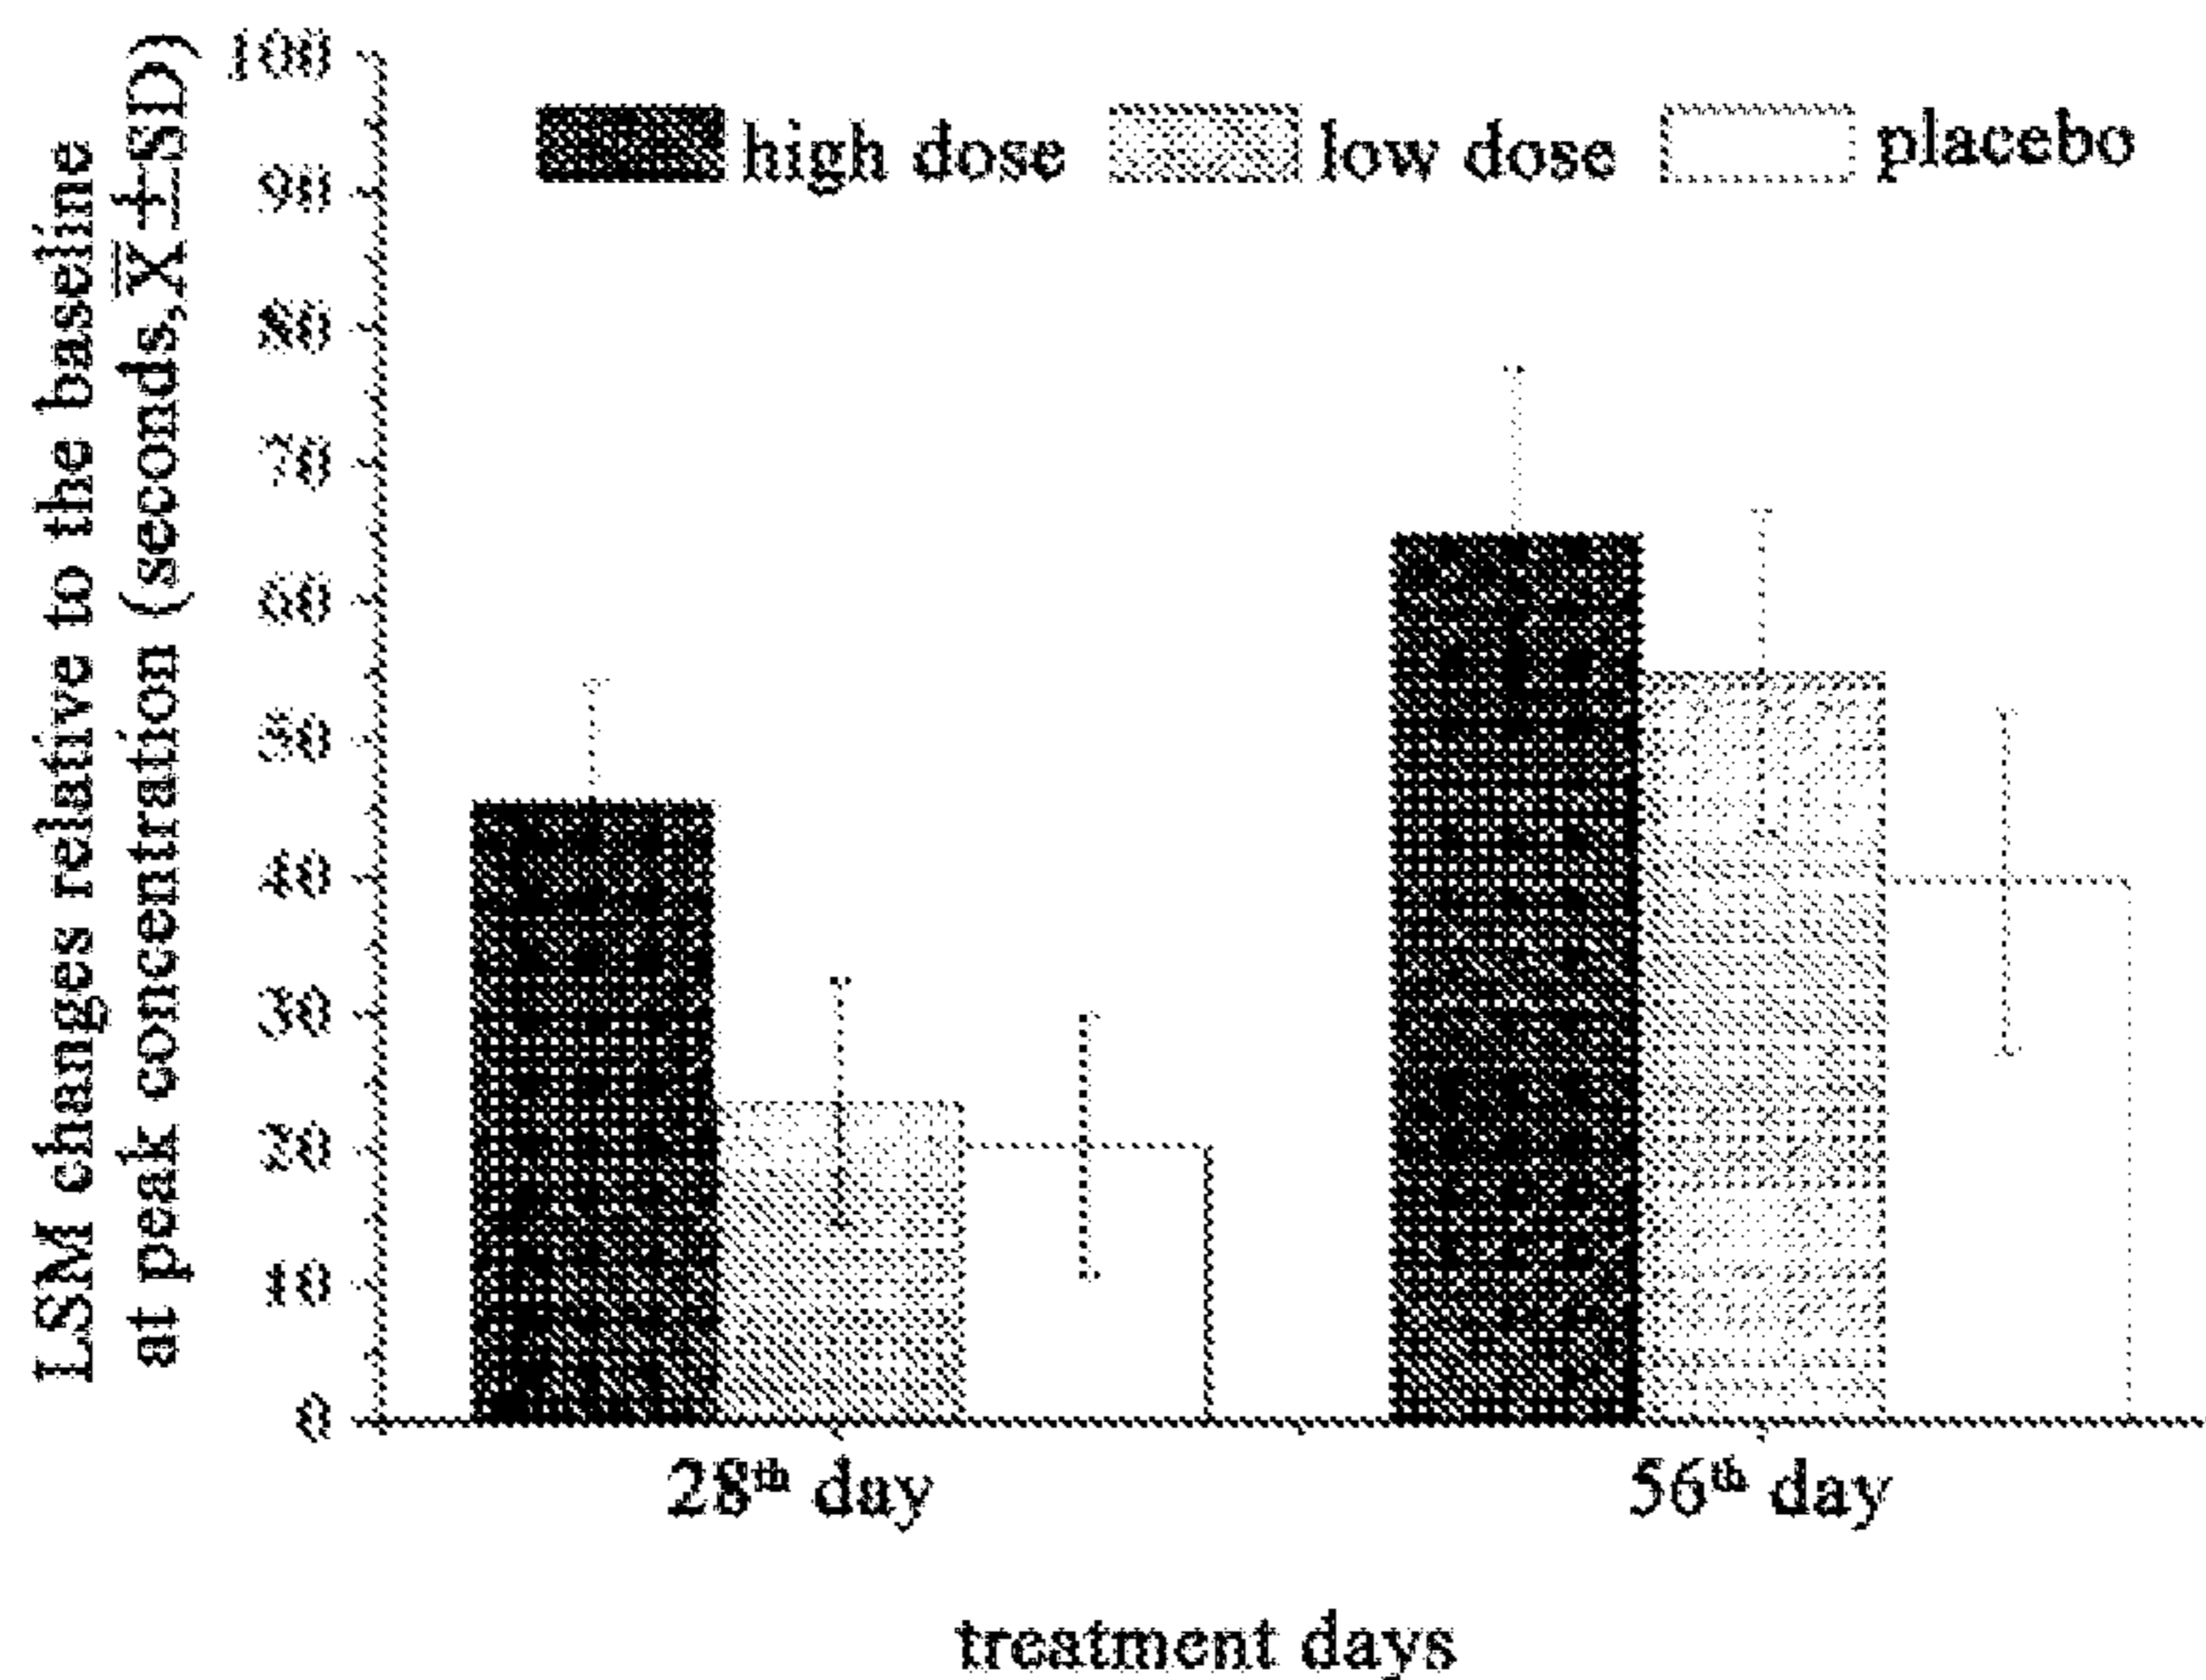 LSM changes relative to the baseline
at peak concentration (seconds,X̅±SD)
100
90
80
70
60
50
40
30
20
10
0
high dose
low dose
placebo
28ᵗʰ day
56ᵗʰ day
treatment days